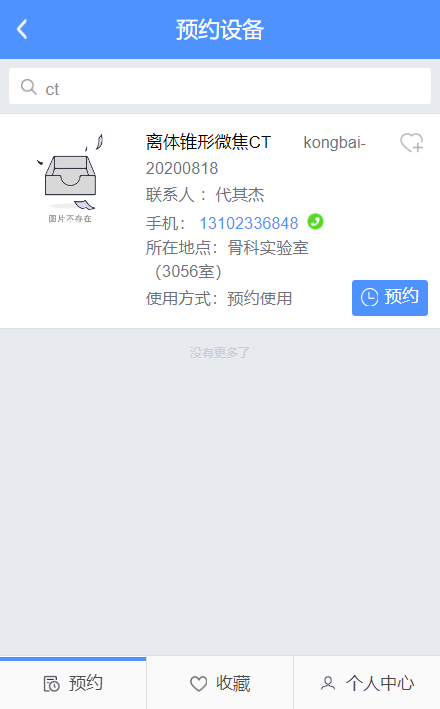 预约设备
ct
离体锥形微焦CT kongbai-
20200818
联系人 ：代其杰
手机： 13102336848
所在地点：骨科实验室
（3056室）
使用方式：预约使用
预约
图片不存在
没有更多了
预约 收藏 个人中心